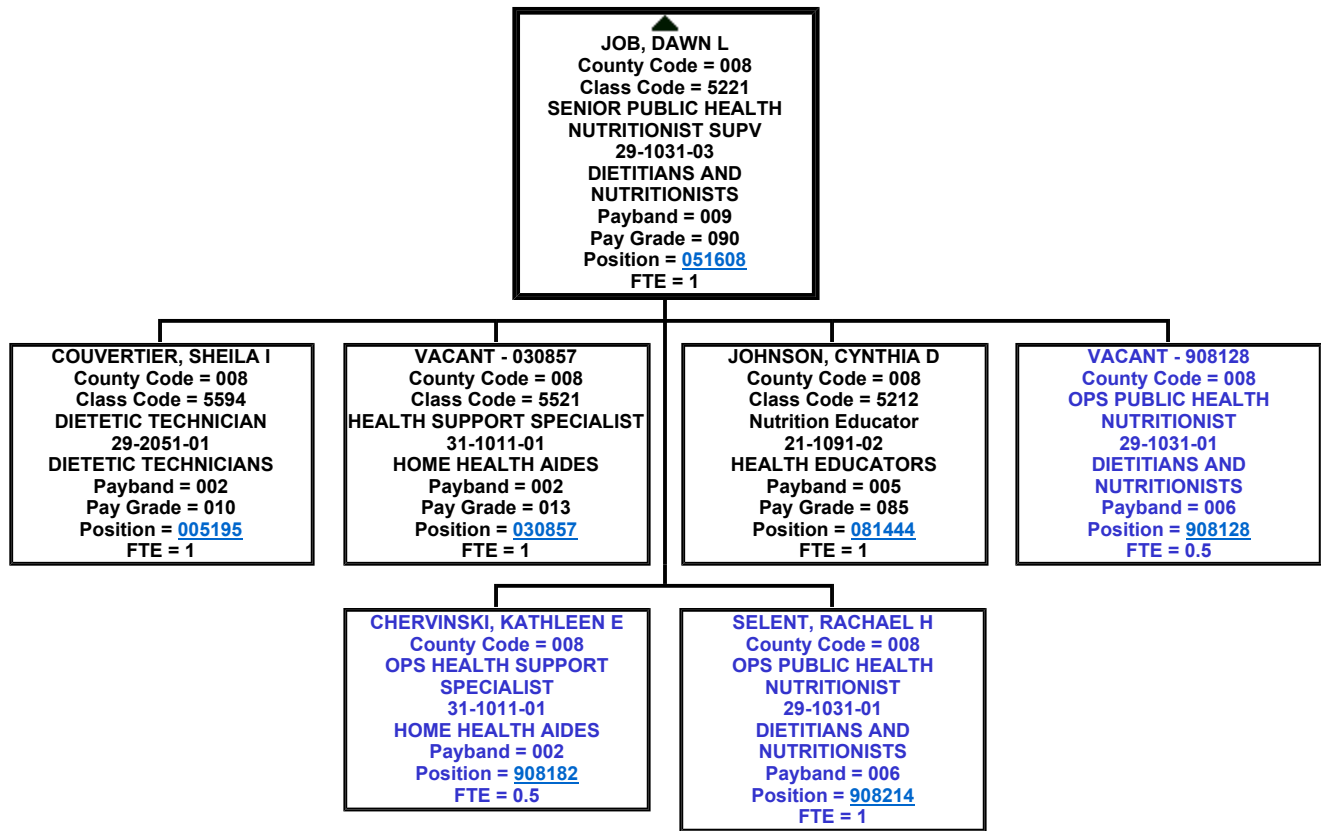 JOB, DAWN L
County Code = 008
Class Code = 5221
SENIOR PUBLIC HEALTH
NUTRITIONIST SUPV
29-1031-03
DIETITIANS AND
NUTRITIONISTS
Payband = 009
Pay Grade = 090
Position = 051608
FTE = 1
COUVERTIER, SHEILA I
County Code = 008
Class Code = 5594
DIETETIC TECHNICIAN
29-2051-01
DIETETIC TECHNICIANS
Payband = 002
Pay Grade = 010
Position = 005195
FTE = 1
VACANT - 030857
County Code = 008
Class Code = 5521
HEALTH SUPPORT SPECIALIST
31-1011-01
HOME HEALTH AIDES
Payband = 002
Pay Grade = 013
Position = 030857
FTE = 1
JOHNSON, CYNTHIA D
County Code = 008
Class Code = 5212
Nutrition Educator
21-1091-02
HEALTH EDUCATORS
Payband = 005
Pay Grade = 085
Position = 081444
FTE = 1
VACANT - 908128
County Code = 008
OPS PUBLIC HEALTH
NUTRITIONIST
29-1031-01
DIETITIANS AND
NUTRITIONISTS
Payband = 006
Position = 908128
FTE = 0.5
CHERVINSKI, KATHLEEN E
County Code = 008
OPS HEALTH SUPPORT
SPECIALIST
31-1011-01
HOME HEALTH AIDES
Payband = 002
Position = 908182
FTE = 0.5
SELENT, RACHAEL H
County Code = 008
OPS PUBLIC HEALTH
NUTRITIONIST
29-1031-01
DIETITIANS AND
NUTRITIONISTS
Payband = 006
Position = 908214
FTE = 1